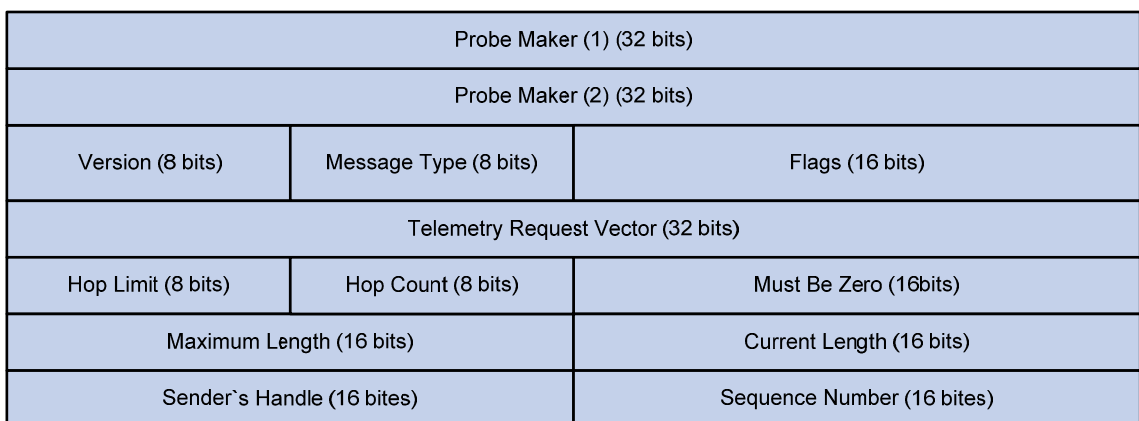 Probe Maker (1) (32 bits)
Probe Maker (2) (32 bits)
Version (8 bits) Message Type (8 bits) Flags (16 bits)
Telemetry Request Vector (32 bits)
Hop Limit (8 bits) Hop Count (8 bits) Must Be Zero (16bits)
Maximum Length (16 bits) Current Length (16 bits)
Sender`s Handle (16 bites) Sequence Number (16 bites)